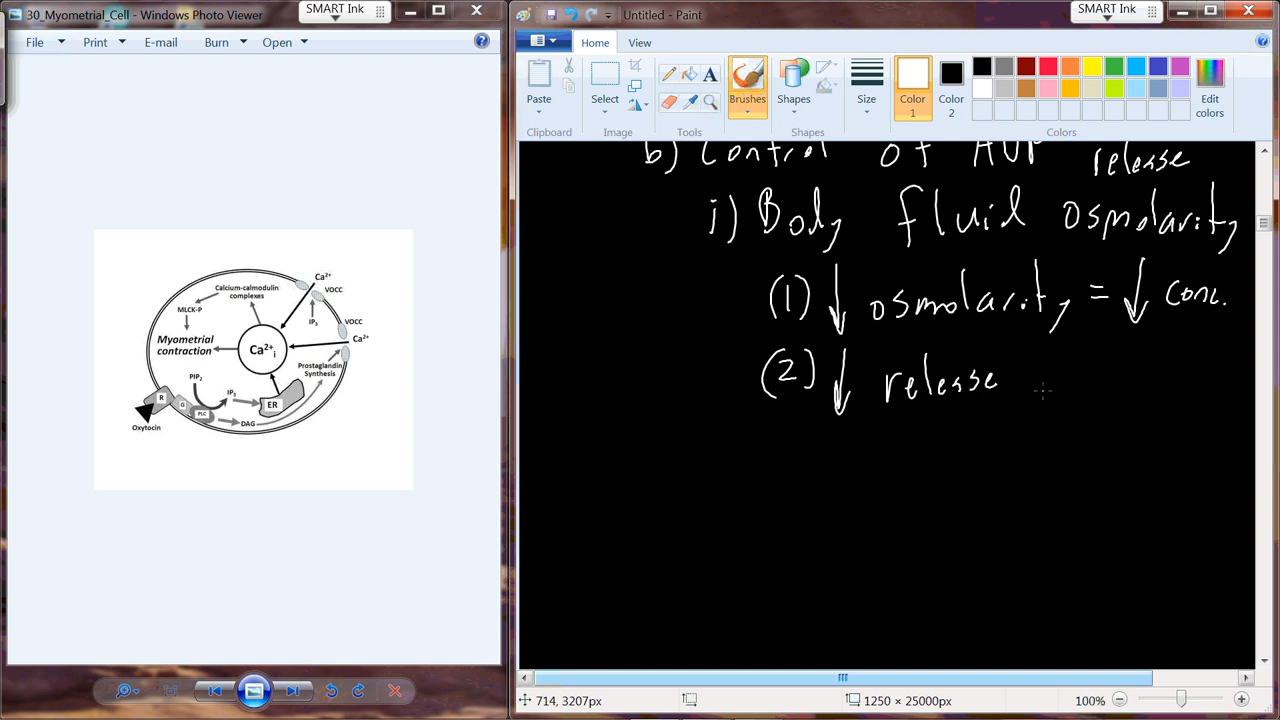 30_Myometrial_Cell - Windows Photo Viewer
SMART Ink
File Print E-mail Burn Open
Ca2+
Calcium-calmodulin
complexes
VOCC
MLCK-P
IP3
VOCC
Myometrial
contraction
Ca2+i
Ca2+
Prostaglandin
Synthesis
PIP2
IP3
ER
R
G
PLC
DAG
Oxytocin
Untitled - Paint
SMART Ink
Home View
Paste
Select
Brushes
Shapes
Size
Color
1
Color
2
Edit
colors
Clipboard Image Tools Shapes Colors
b) Control of AVP release
i) Body fluid osmolarity
(1) ↓ osmolarity = ↓ conc.
(2) ↓ release
714, 3207px
1250 × 25000px
100%